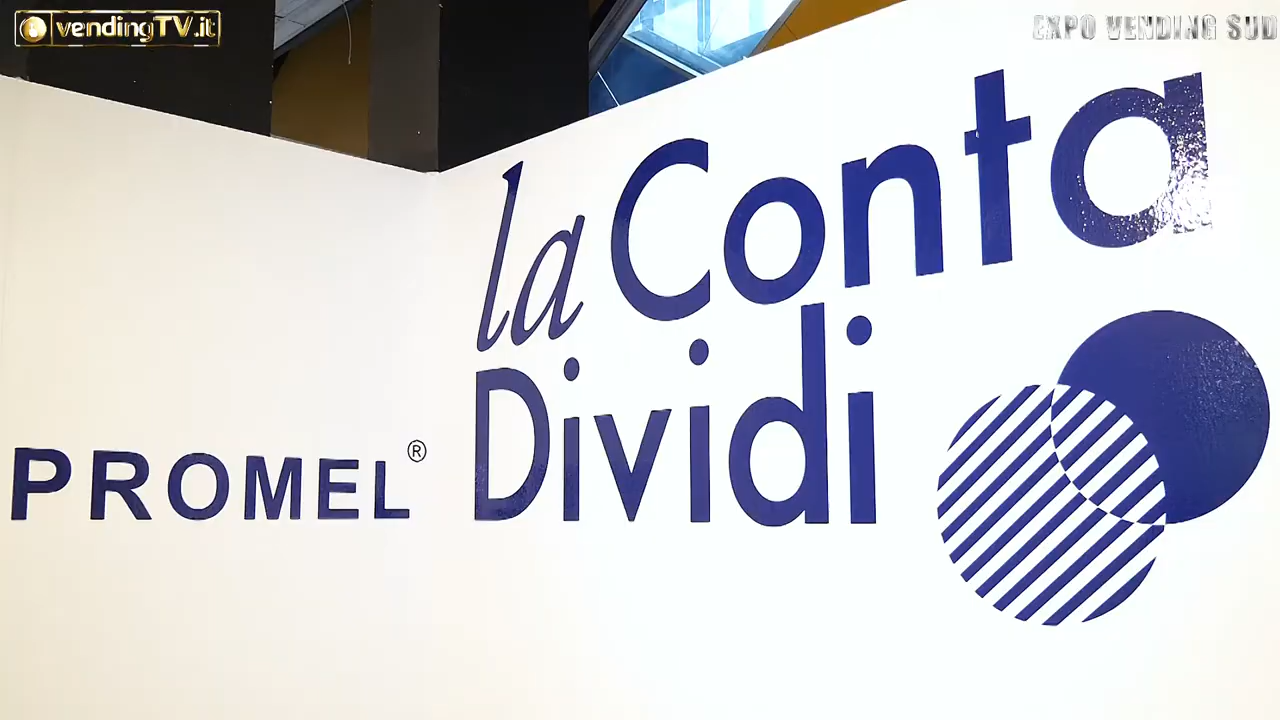 vendingTV.it
EXPO VENDING SUD
la Conta
Dividi
PROMEL®